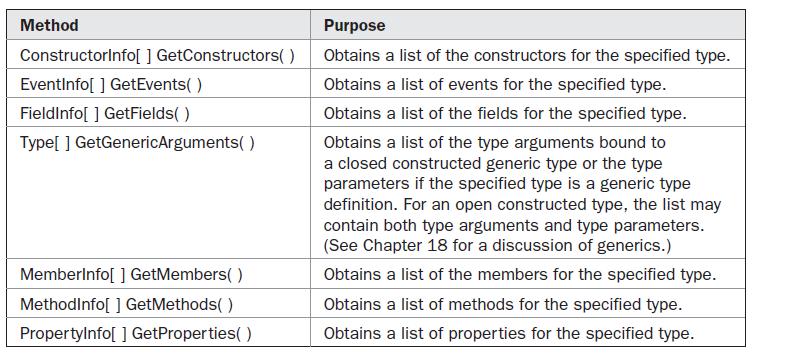 Method Purpose
ConstructorInfo[ ] GetConstructors( ) Obtains a list of the constructors for the specified type.
EventInfo[ ] GetEvents( ) Obtains a list of events for the specified type.
FieldInfo[ ] GetFields( ) Obtains a list of the fields for the specified type.
Type[ ] GetGenericArguments( ) Obtains a list of the type arguments bound to
a closed constructed generic type or the type
parameters if the specified type is a generic type
definition. For an open constructed type, the list may
contain both type arguments and type parameters.
(See Chapter 18 for a discussion of generics.)
MemberInfo[ ] GetMembers( ) Obtains a list of the members for the specified type.
MethodInfo[ ] GetMethods( ) Obtains a list of methods for the specified type.
PropertyInfo[ ] GetProperties( ) Obtains a list of properties for the specified type.